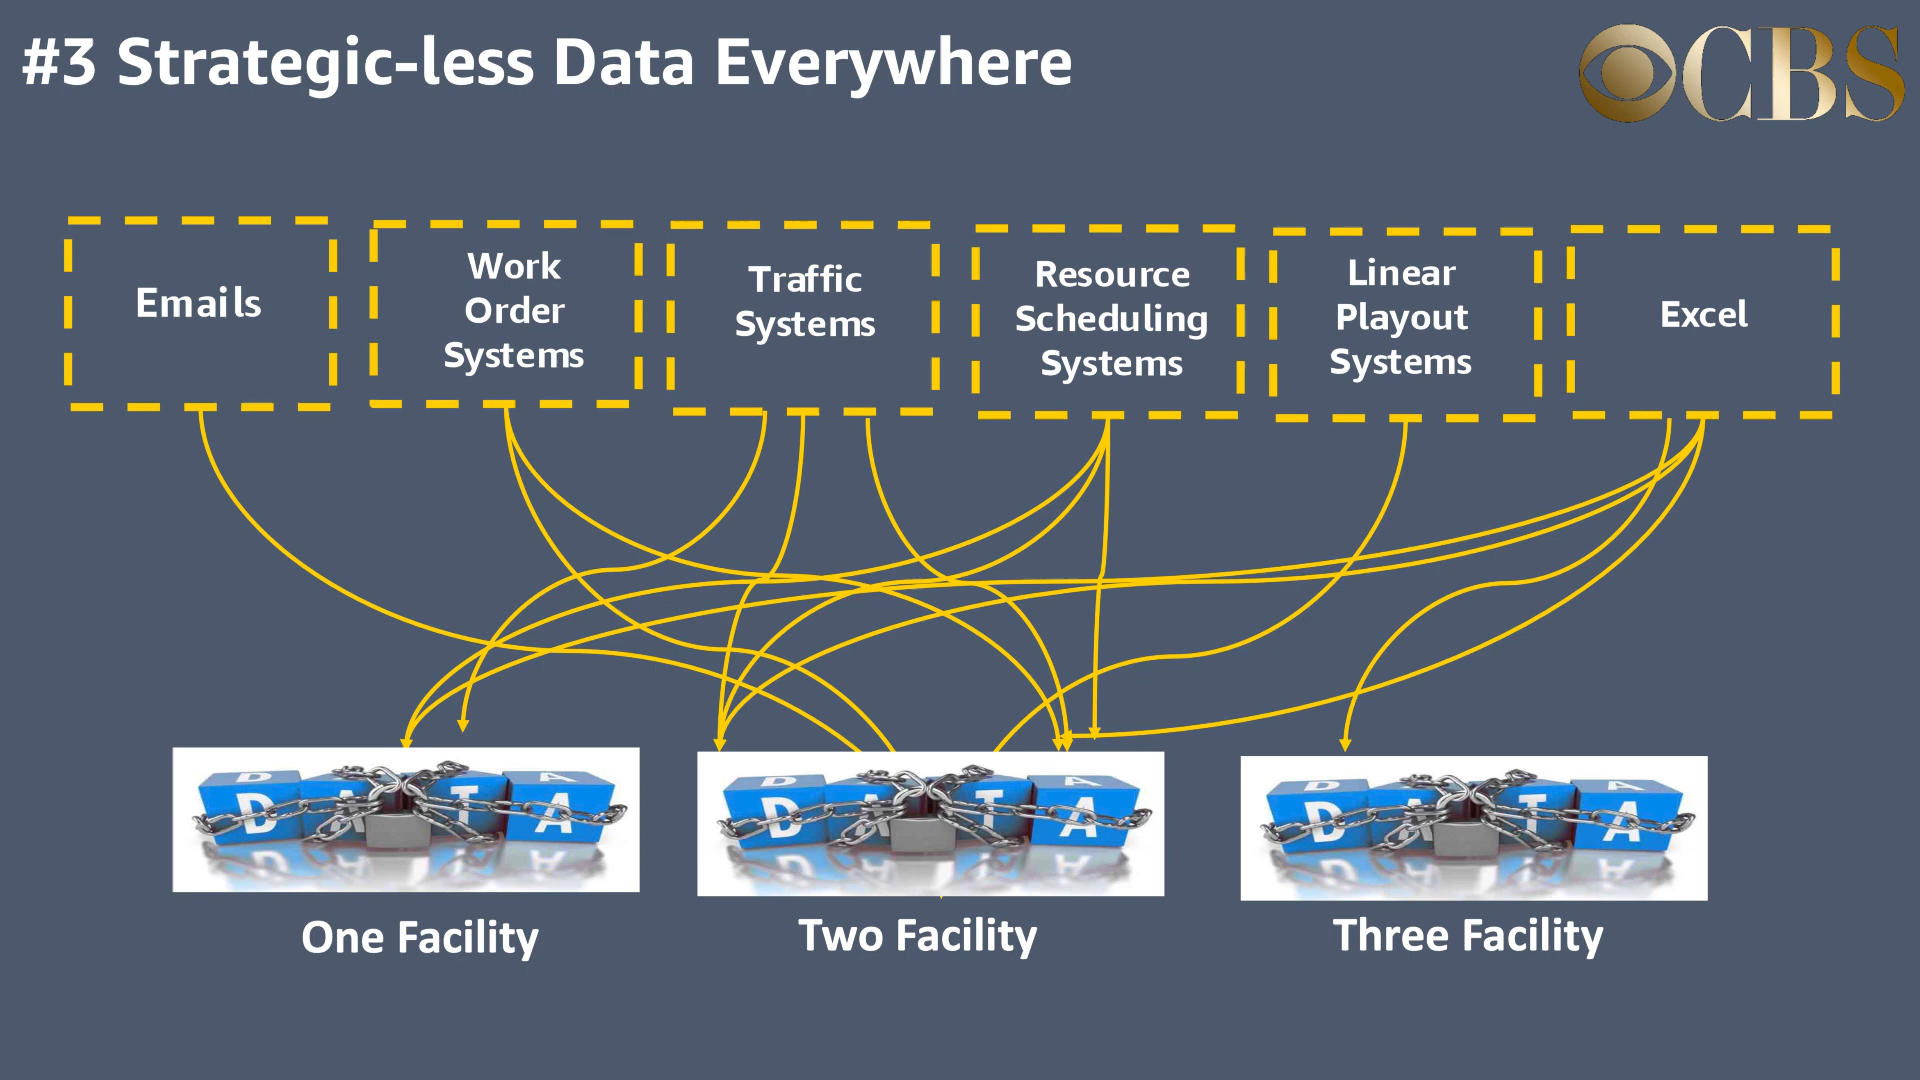 #3 Strategic-less Data Everywhere
CBS
Emails
Work
Order
Systems
Traffic
Systems
Resource
Scheduling
Systems
Linear
Playout
Systems
Excel
D A T A
D A
D A T A
D A
D A T A
D A
One Facility
Two Facility
Three Facility